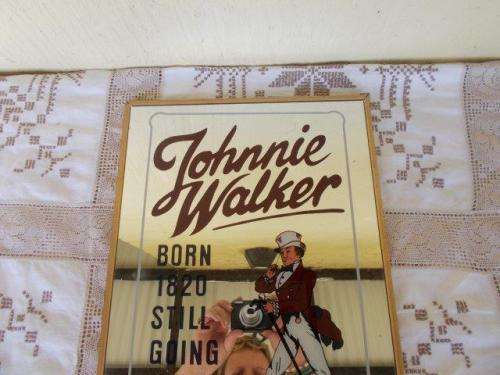 Johnnie
Walker
BORN
1820
STILL
GOING